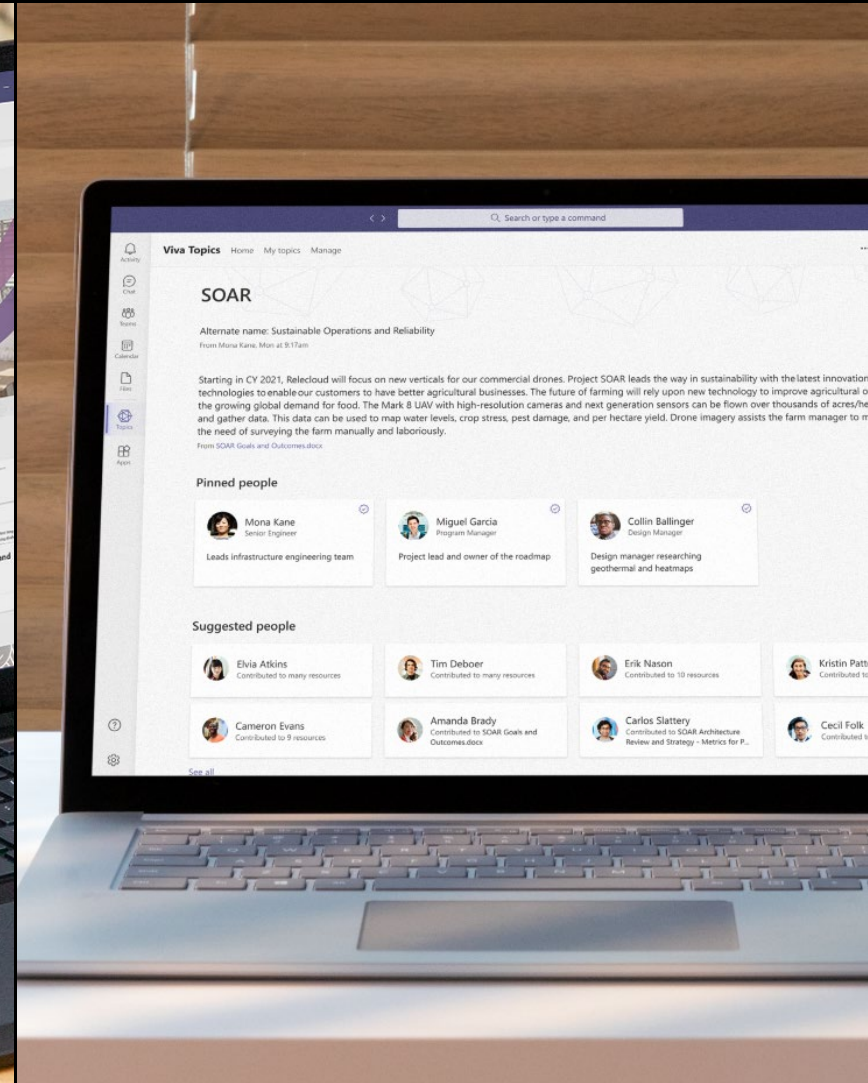 Search or type a command
Viva Topics Home My topics Manage
Activity
Chat
Teams
Calendar
Files
Topics
Apps
SOAR
Alternate name: Sustainable Operations and Reliability
From Mona Kane, Mon at 9:17am
Starting in CY 2021, Relecloud will focus on new verticals for our commercial drones. Project SOAR leads the way in sustainability with the latest innovation
technologies to enable our customers to have better agricultural businesses. The future of farming will rely upon new technology to improve agricultural o
the growing global demand for food. The Mark 8 UAV with high-resolution cameras and next generation sensors can be flown over thousands of acres/he
and gather data. This data can be used to map water levels, crop stress, pest damage, and per hectare yield. Drone imagery assists the farm manager to m
the need of surveying the farm manually and laboriously.
From SOAR Goals and Outcomes.docx
Pinned people
Mona Kane
Senior Engineer
Leads infrastructure engineering team
Miguel Garcia
Program Manager
Project lead and owner of the roadmap
Collin Ballinger
Design Manager
Design manager researching
geothermal and heatmaps
Suggested people
Elvia Atkins
Contributed to many resources
Tim Deboer
Contributed to many resources
Erik Nason
Contributed to 10 resources
Kristin Patt
Contributed to
Cameron Evans
Contributed to 9 resources
Amanda Brady
Contributed to SOAR Goals and
Outcomes.docx
Carlos Slattery
Contributed to SOAR Architecture
Review and Strategy - Metrics for P...
Cecil Folk
Contributed t
See all